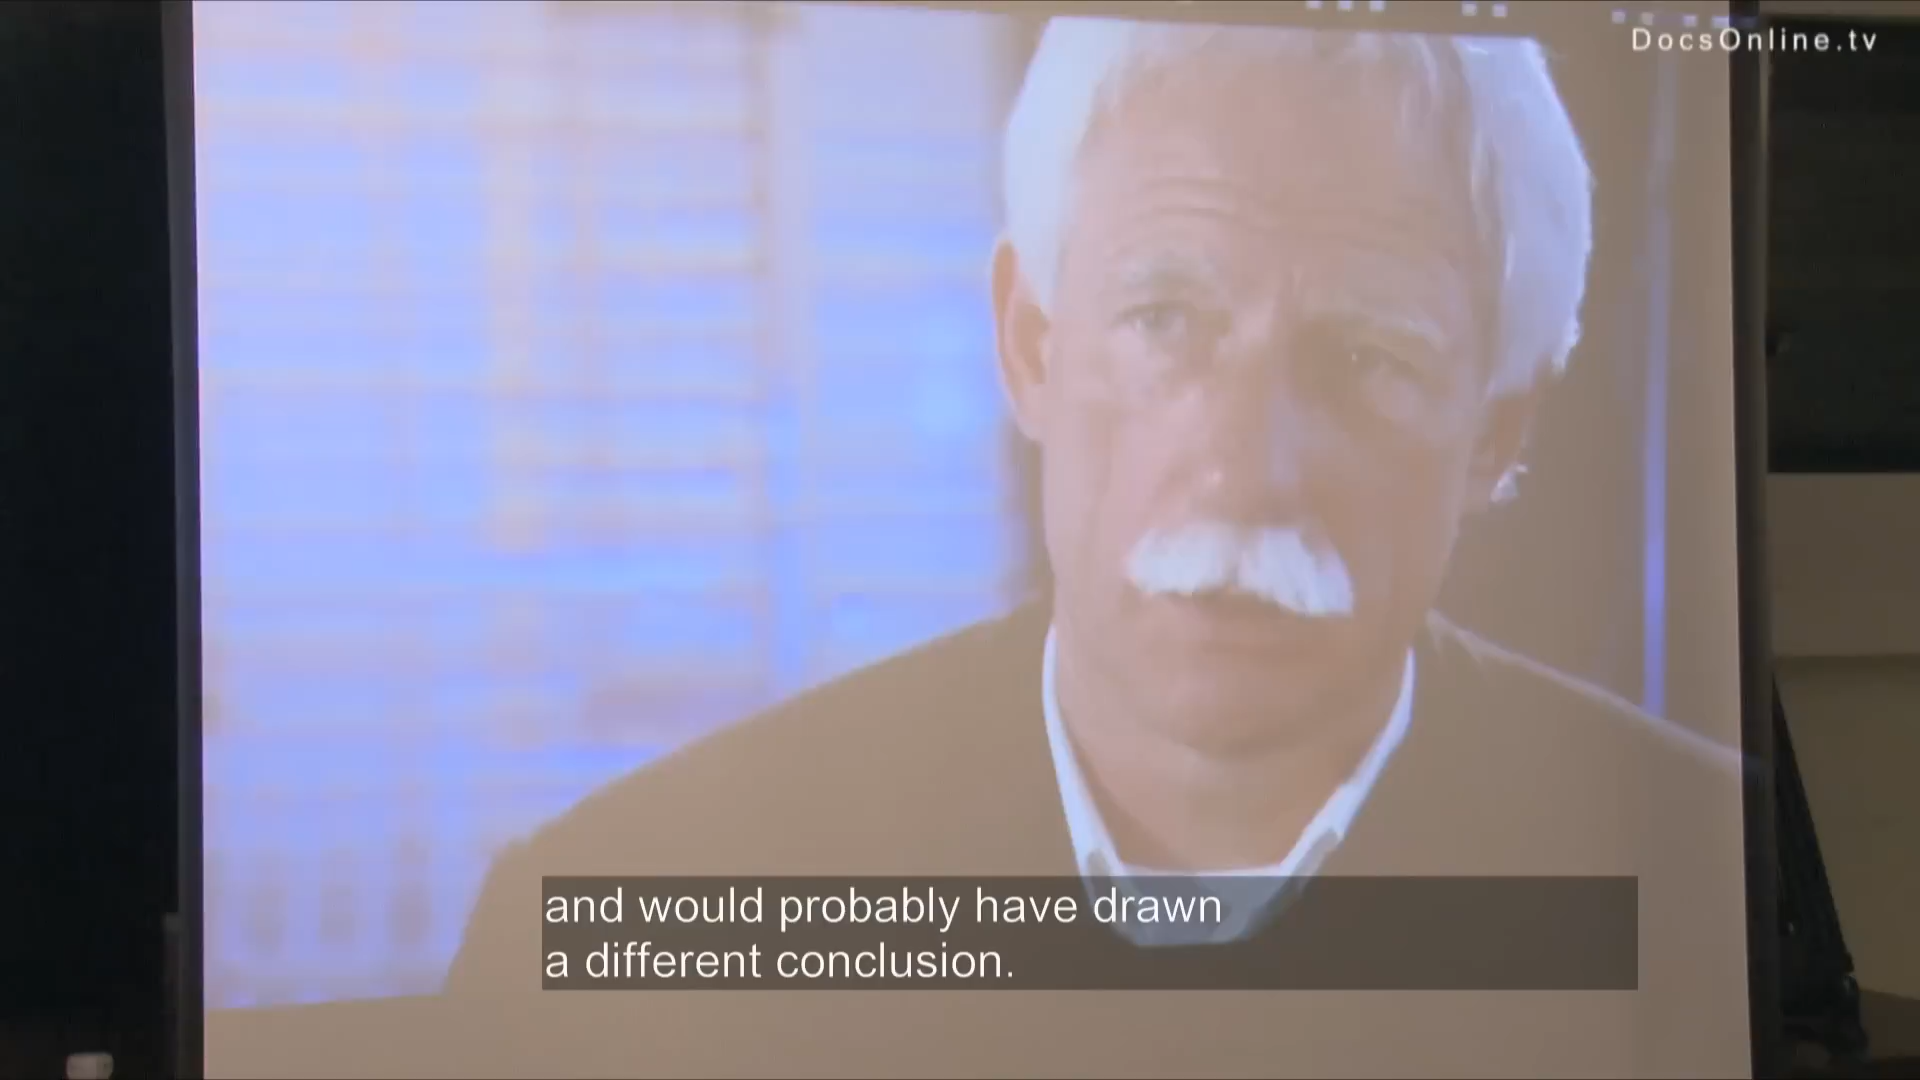 DocsOnline.tv
and would probably have drawn
a different conclusion.